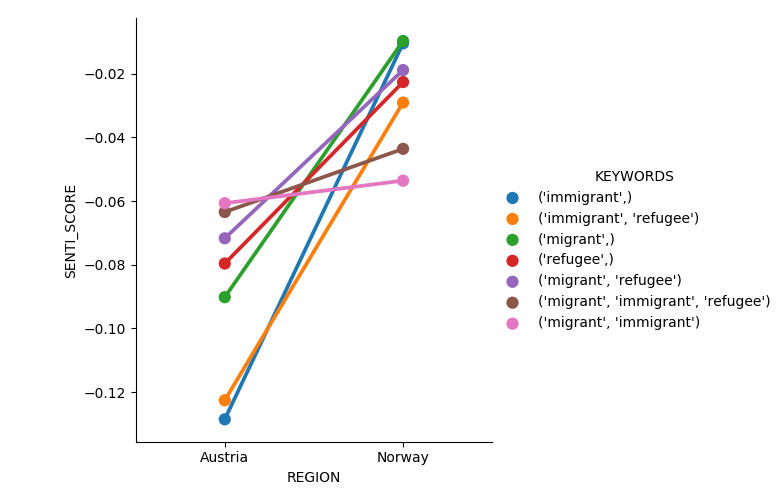 −0.02
−0.04
−0.06
−0.08
−0.10
−0.12
SENTI_SCORE
Austria
Norway
REGION
KEYWORDS
('immigrant',)
('immigrant', 'refugee')
('migrant',)
('refugee',)
('migrant', 'refugee')
('migrant', 'immigrant', 'refugee')
('migrant', 'immigrant')